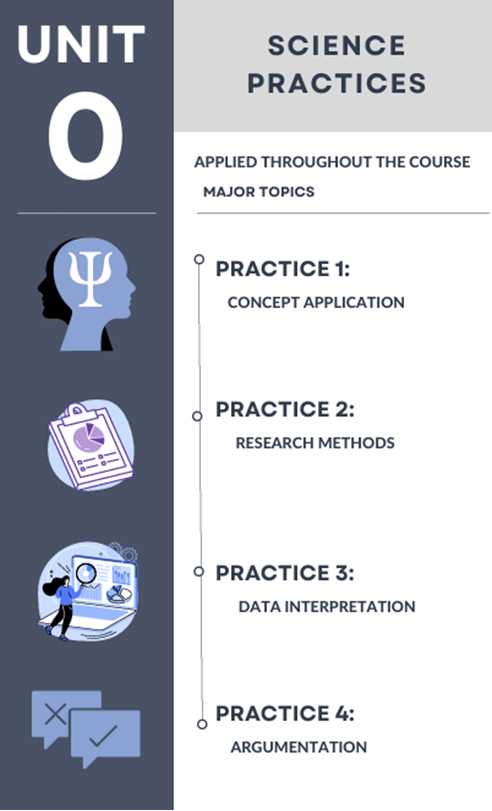 UNIT
0
SCIENCE
PRACTICES
APPLIED THROUGHOUT THE COURSE
MAJOR TOPICS
Ψ
PRACTICE 1:
CONCEPT APPLICATION
PRACTICE 2:
RESEARCH METHODS
PRACTICE 3:
DATA INTERPRETATION
PRACTICE 4:
ARGUMENTATION